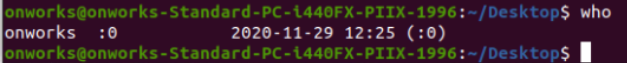 onworks@onworks-Standard-PC-i440FX-PIIX-1996:~/Desktop$ who
onworks  :0           2020-11-29 12:25 (:0)
onworks@onworks-Standard-PC-i440FX-PIIX-1996:~/Desktop$